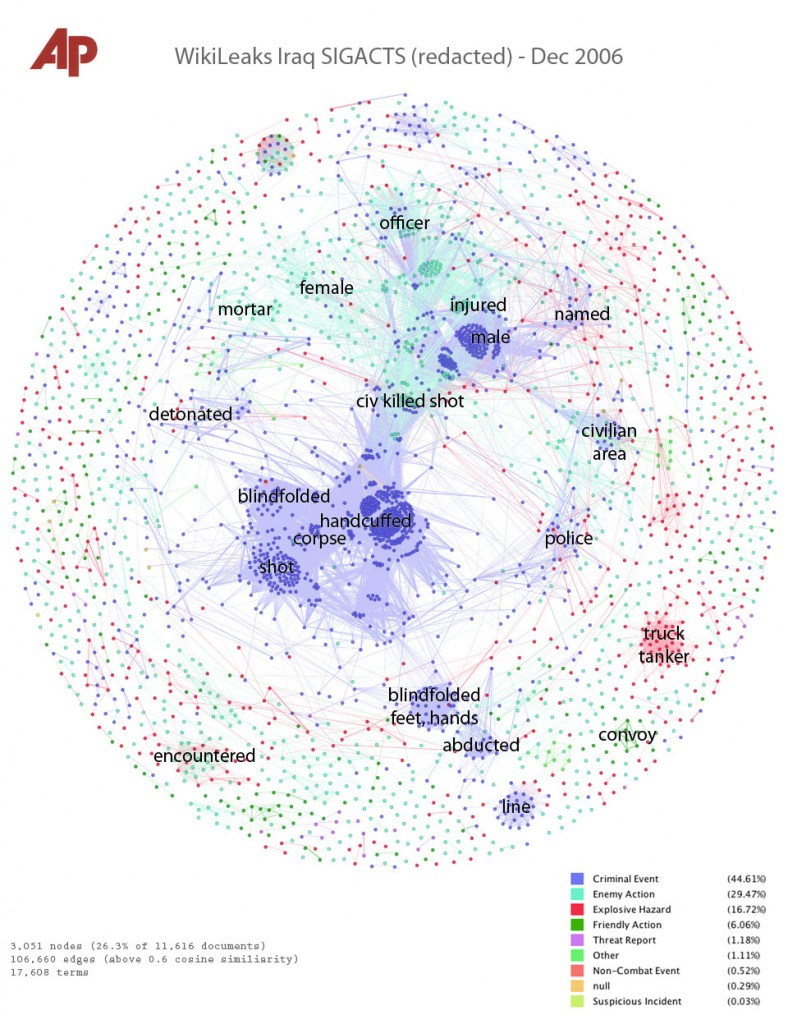 AP
WikiLeaks Iraq SIGACTS (redacted) - Dec 2006
officer
female
mortar
injured
named
male
civ killed shot
detonated
civilian
area
blindfolded
handcuffed
corpse
police
shot
truck
tanker
blindfolded
feet, hands
convoy
abducted
encountered
line
Criminal Event (44.61%)
Enemy Action (29.47%)
Explosive Hazard (16.72%)
Friendly Action (6.06%)
Threat Report (1.18%)
Other (1.11%)
Non-Combat Event (0.52%)
null (0.29%)
Suspicious Incident (0.03%)
3,051 nodes (26.3% of 11,616 documents)
106,660 edges (above 0.6 cosine similiarity)
17,608 terms